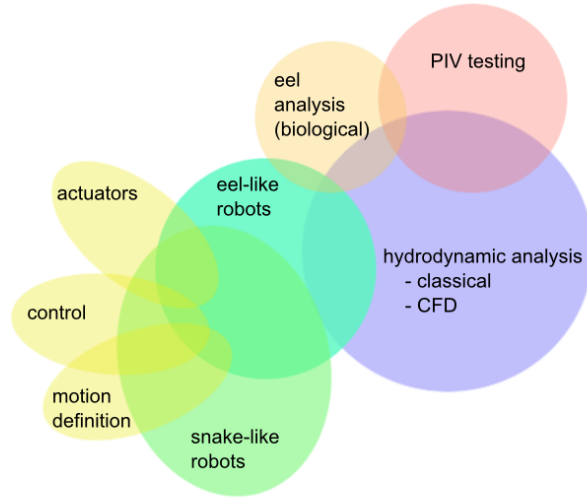 PIV testing
eel
analysis
(biological)
actuators
eel-like
robots
hydrodynamic analysis
- classical
- CFD
control
motion
definition
snake-like
robots